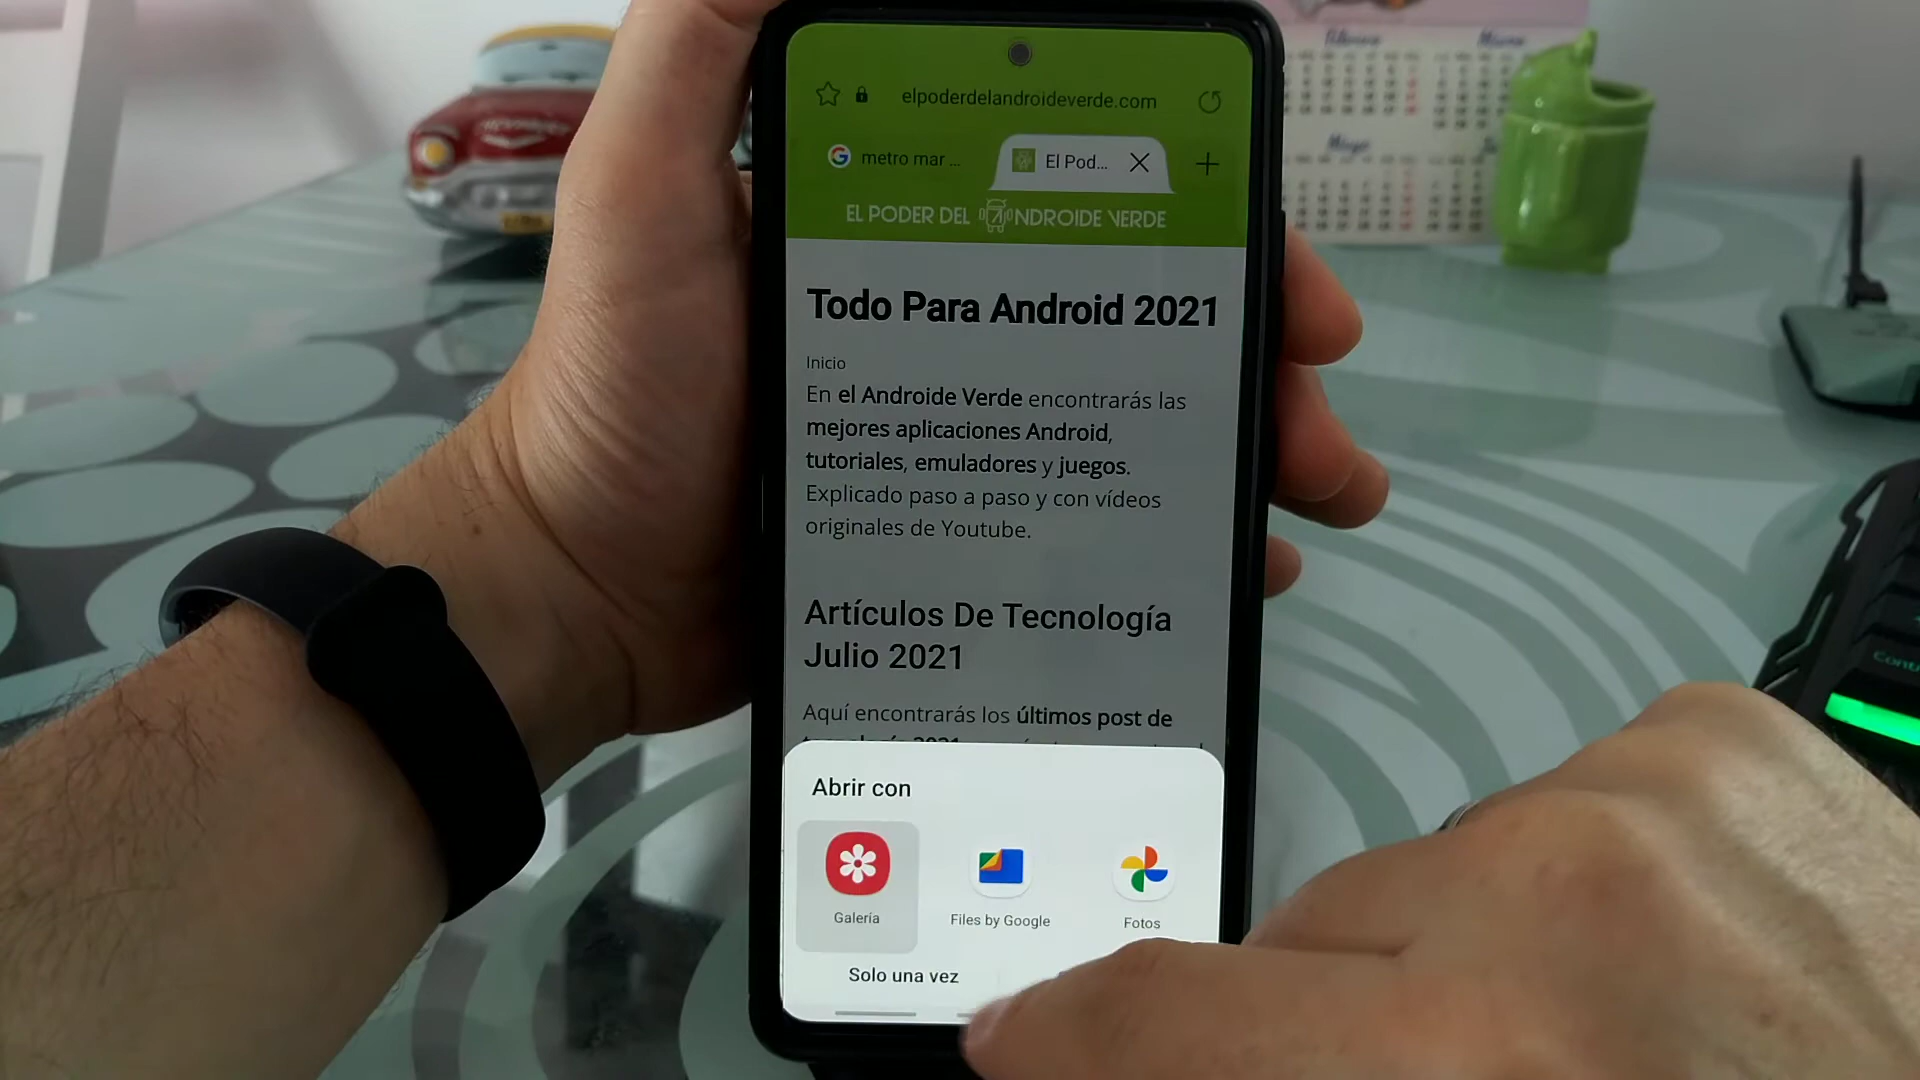 elpoderdelandroideverde.com
metro mar ...
El Pod...
EL PODER DEL ANDROIDE VERDE
Todo Para Android 2021
Inicio
En el Androide Verde encontrarás las
mejores aplicaciones Android,
tutoriales, emuladores y juegos.
Explicado paso a paso y con vídeos
originales de Youtube.
Artículos De Tecnología
Julio 2021
Aquí encontrarás los últimos post de
Abrir con
Galería
Files by Google
Fotos
Solo una vez